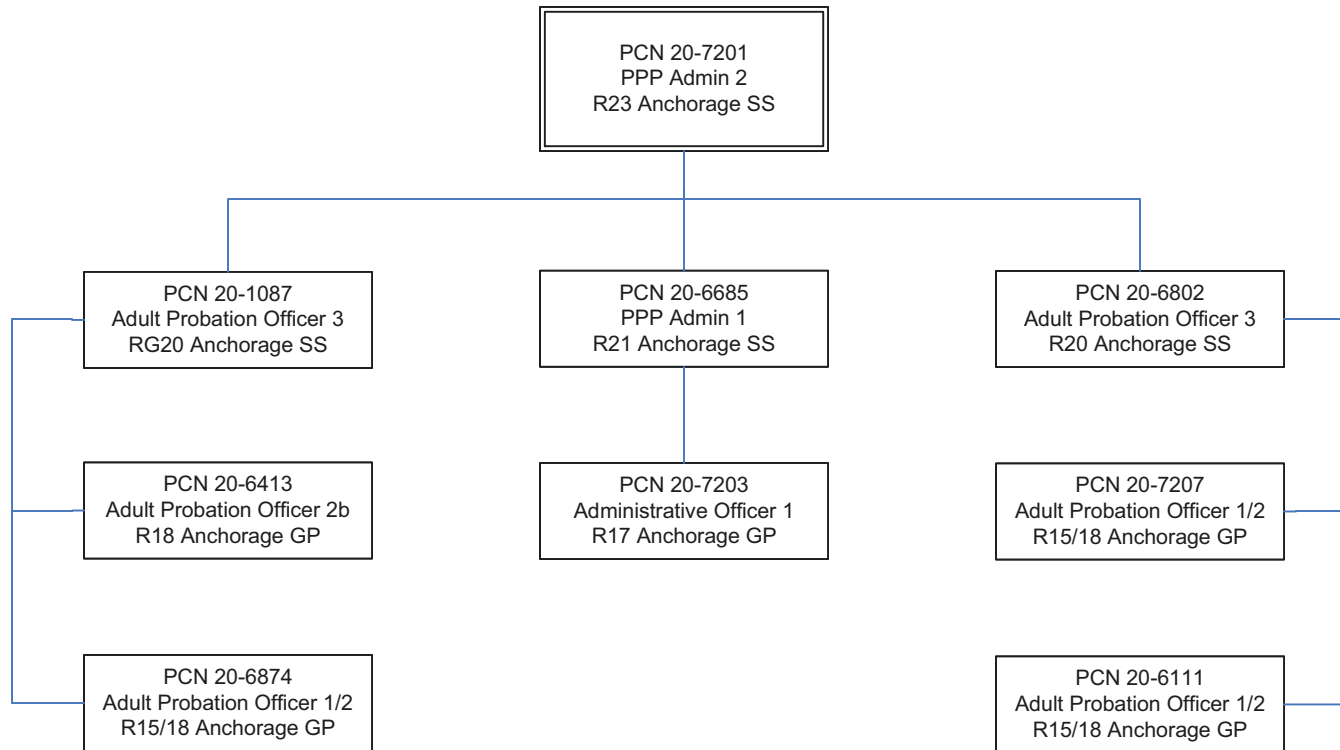 PCN 20-7201
PPP Admin 2
R23 Anchorage SS
PCN 20-1087
Adult Probation Officer 3
RG20 Anchorage SS
PCN 20-6685
PPP Admin 1
R21 Anchorage SS
PCN 20-6802
Adult Probation Officer 3
R20 Anchorage SS
PCN 20-6413
Adult Probation Officer 2b
R18 Anchorage GP
PCN 20-7203
Administrative Officer 1
R17 Anchorage GP
PCN 20-7207
Adult Probation Officer 1/2
R15/18 Anchorage GP
PCN 20-6874
Adult Probation Officer 1/2
R15/18 Anchorage GP
PCN 20-6111
Adult Probation Officer 1/2
R15/18 Anchorage GP